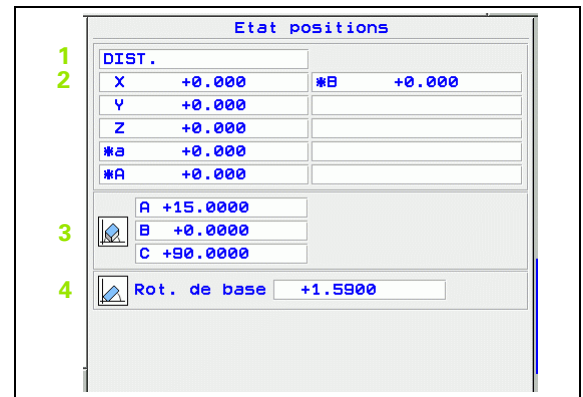 Etat positions
1 DIST.
2 X +0.000 *B +0.000
Y +0.000
Z +0.000
*a +0.000
*A +0.000
A +15.0000
3 B +0.0000
C +90.0000
4 Rot. de base +1.5900